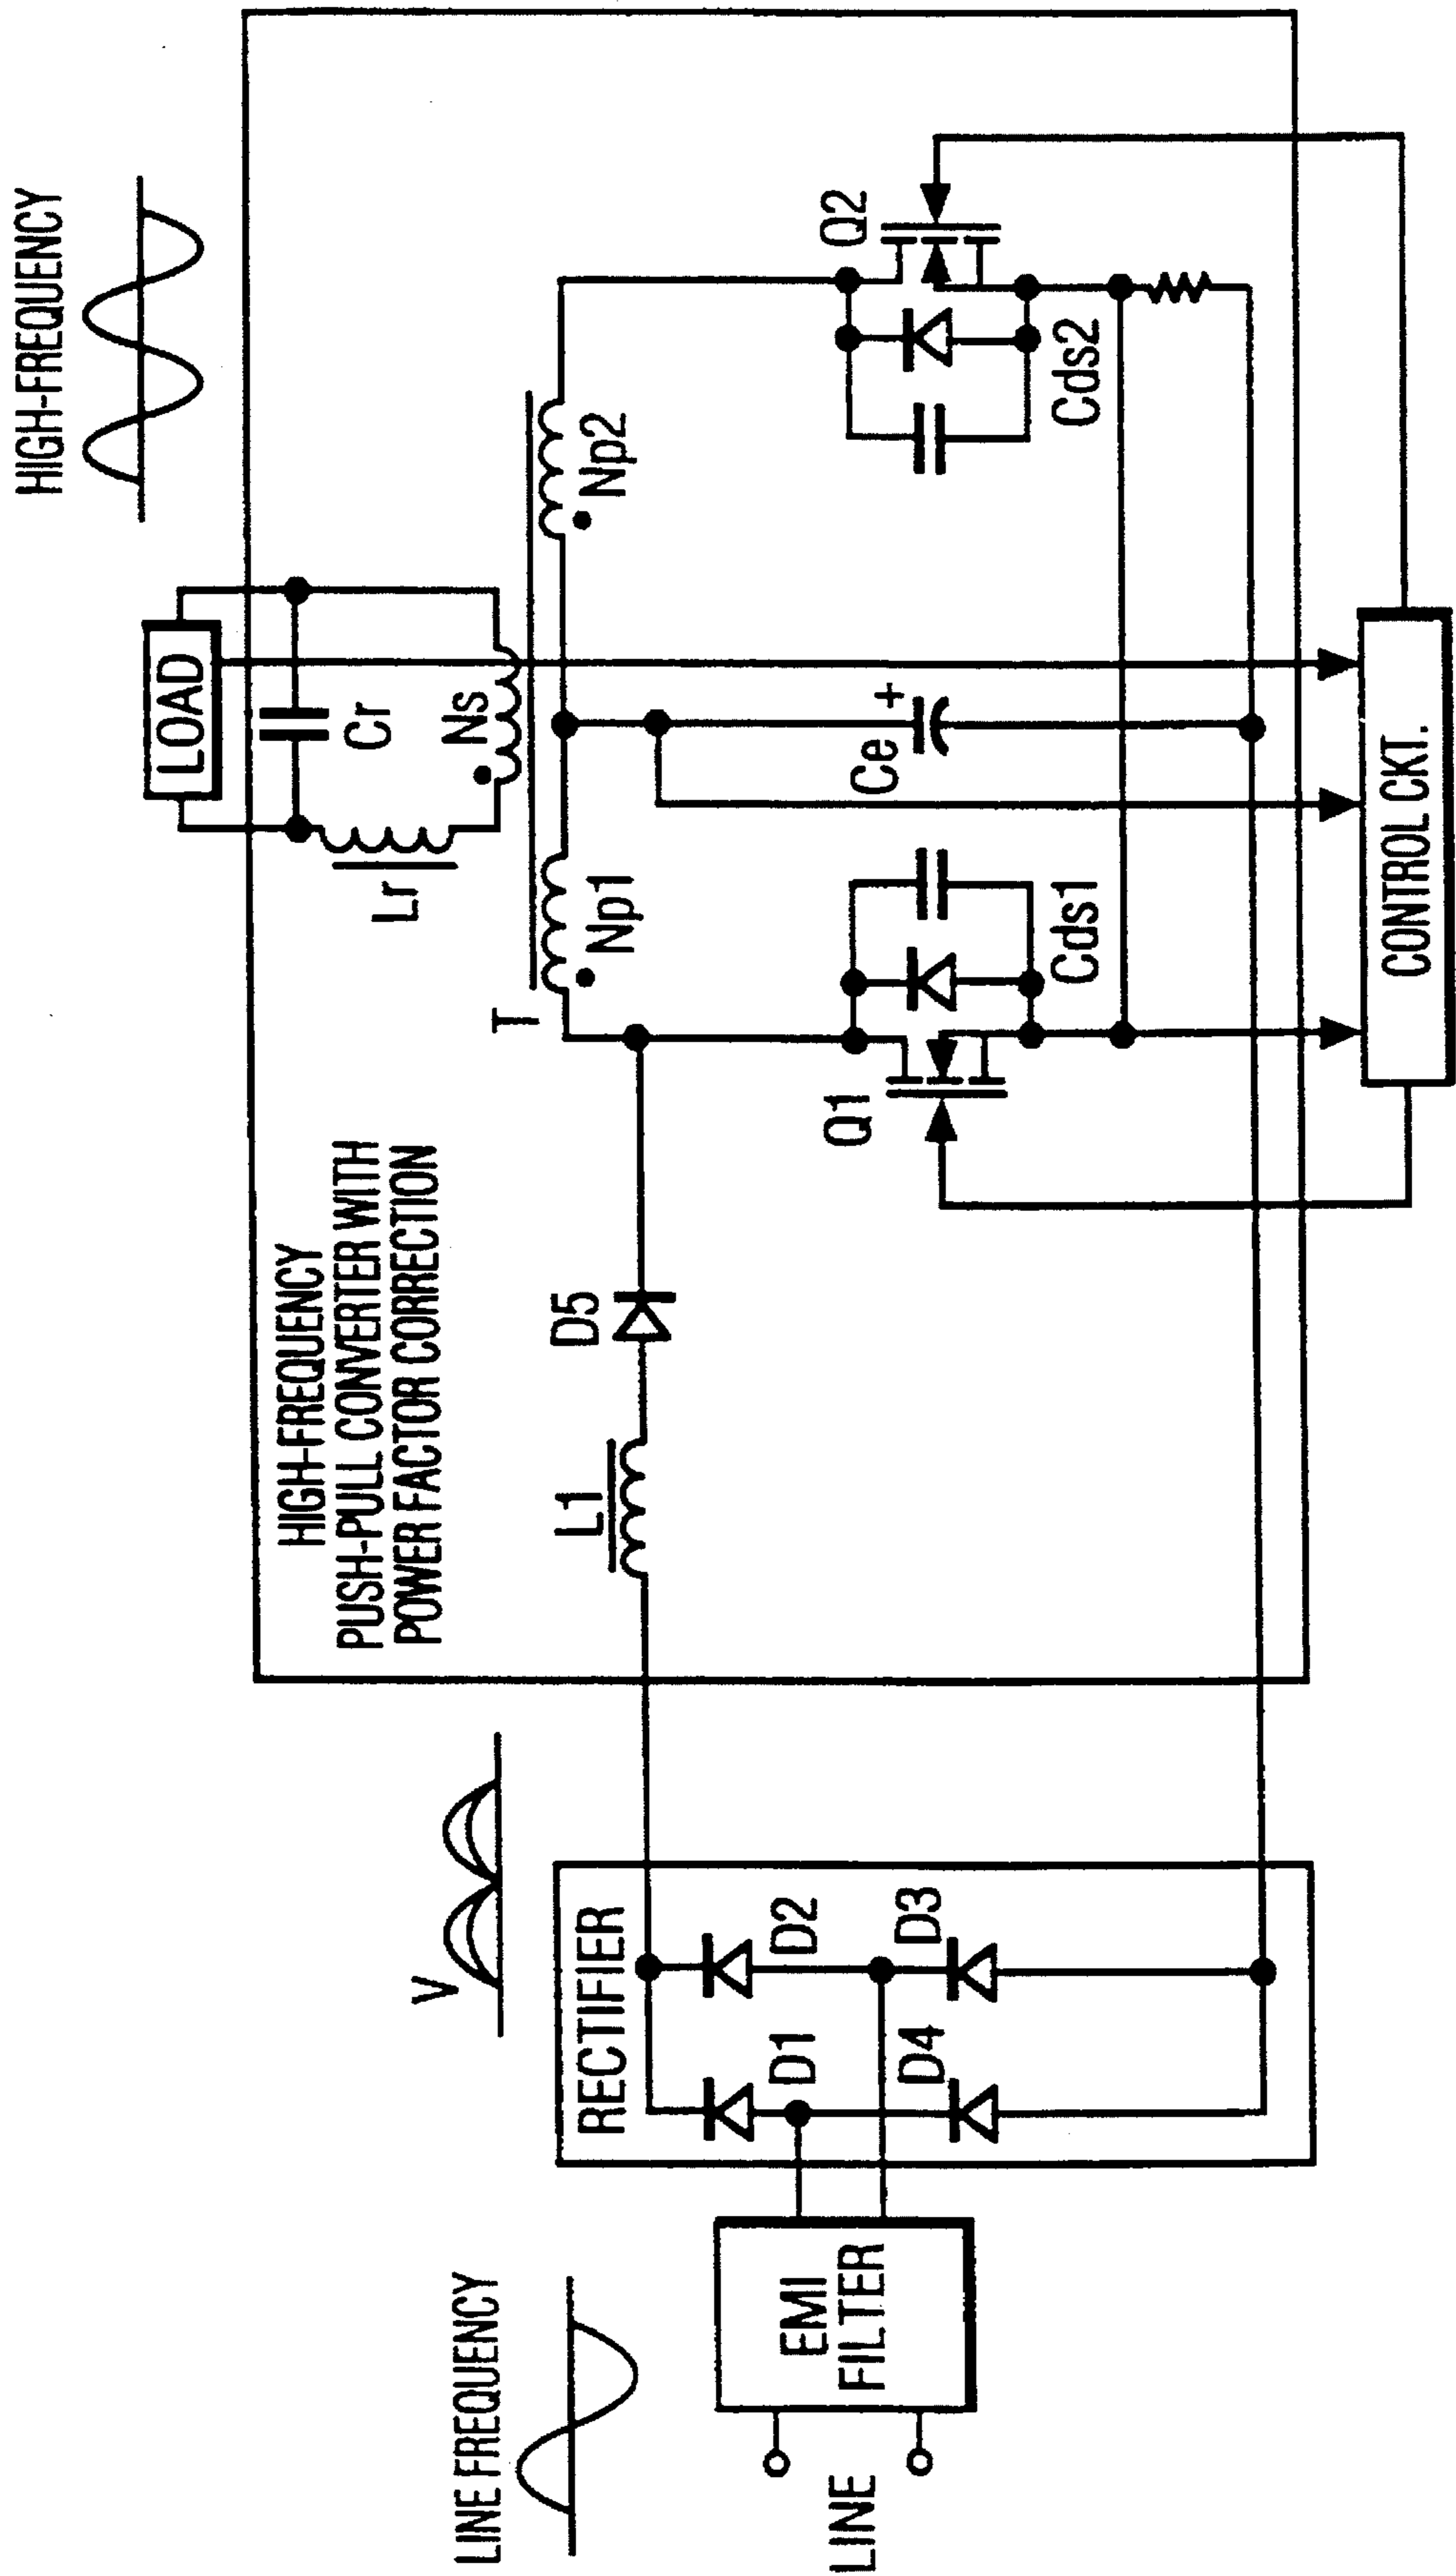 LINE FREQUENCY
V
HIGH-FREQUENCY
HIGH-FREQUENCY
PUSH-PULL CONVERTER WITH
POWER FACTOR CORRECTION
LINE
EMI
FILTER
RECTIFIER
D1
D2
D4
D3
L1
D5
T
Lr
Cr
LOAD
Ns
Np1
Np2
Q1
Cds1
Ce
+
Q2
Cds2
CONTROL CKT.